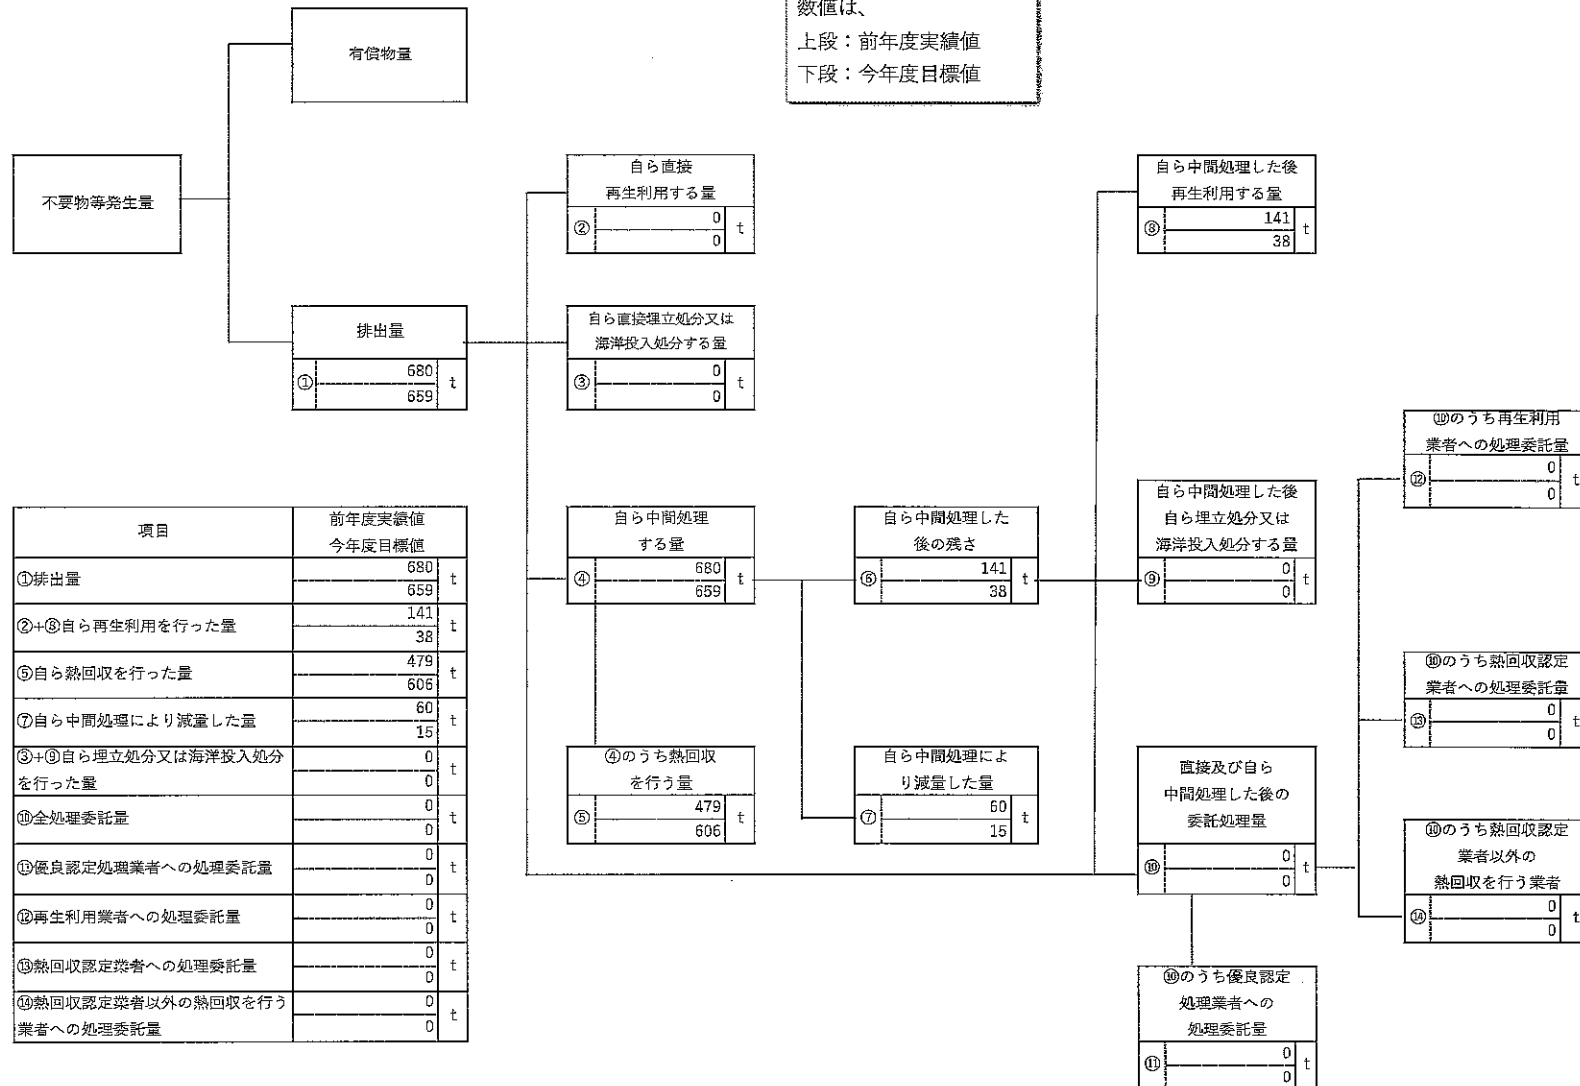 数値は、
上段：前年度実績値
下段：今年度目標値
有償物量
不要物等発生量
排出量
① 680 t
659
自ら直接
再生利用する量
② 0 t
0
自ら直接埋立処分又は
海洋投入処分する量
③ 0 t
0
自ら中間処理
する量
④ 680 t
659
④のうち熱回収
を行う量
⑤ 479 t
606
自ら中間処理した
後の残さ
⑥ 141 t
38
自ら中間処理によ
り減量した量
⑦ 60 t
15
自ら中間処理した後
再生利用する量
⑧ 141 t
38
自ら中間処理した後
自ら埋立処分又は
海洋投入処分する量
⑨ 0 t
0
直接及び自ら
中間処理した後の
委託処理量
⑩ 0 t
0
⑩のうち優良認定
処理業者への
処理委託量
⑪ 0 t
0
⑩のうち再生利用
業者への処理委託量
⑫ 0 t
0
⑩のうち熱回収認定
業者への処理委託量
⑬ 0 t
0
⑩のうち熱回収認定
業者以外の
熱回収を行う業者
⑭ 0 t
0
項目 前年度実績値
今年度目標値
①排出量 680 t
659
②+⑧自ら再生利用を行った量 141 t
38
⑤自ら熱回収を行った量 479 t
606
⑦自ら中間処理により減量した量 60 t
15
③+⑨自ら埋立処分又は海洋投入処分 0 t
を行った量 0
⑩全処理委託量 0 t
0
⑪優良認定処理業者への処理委託量 0 t
0
⑫再生利用業者への処理委託量 0 t
0
⑬熱回収認定業者への処理委託量 0 t
0
⑭熱回収認定業者以外の熱回収を行う 0 t
業者への処理委託量 0